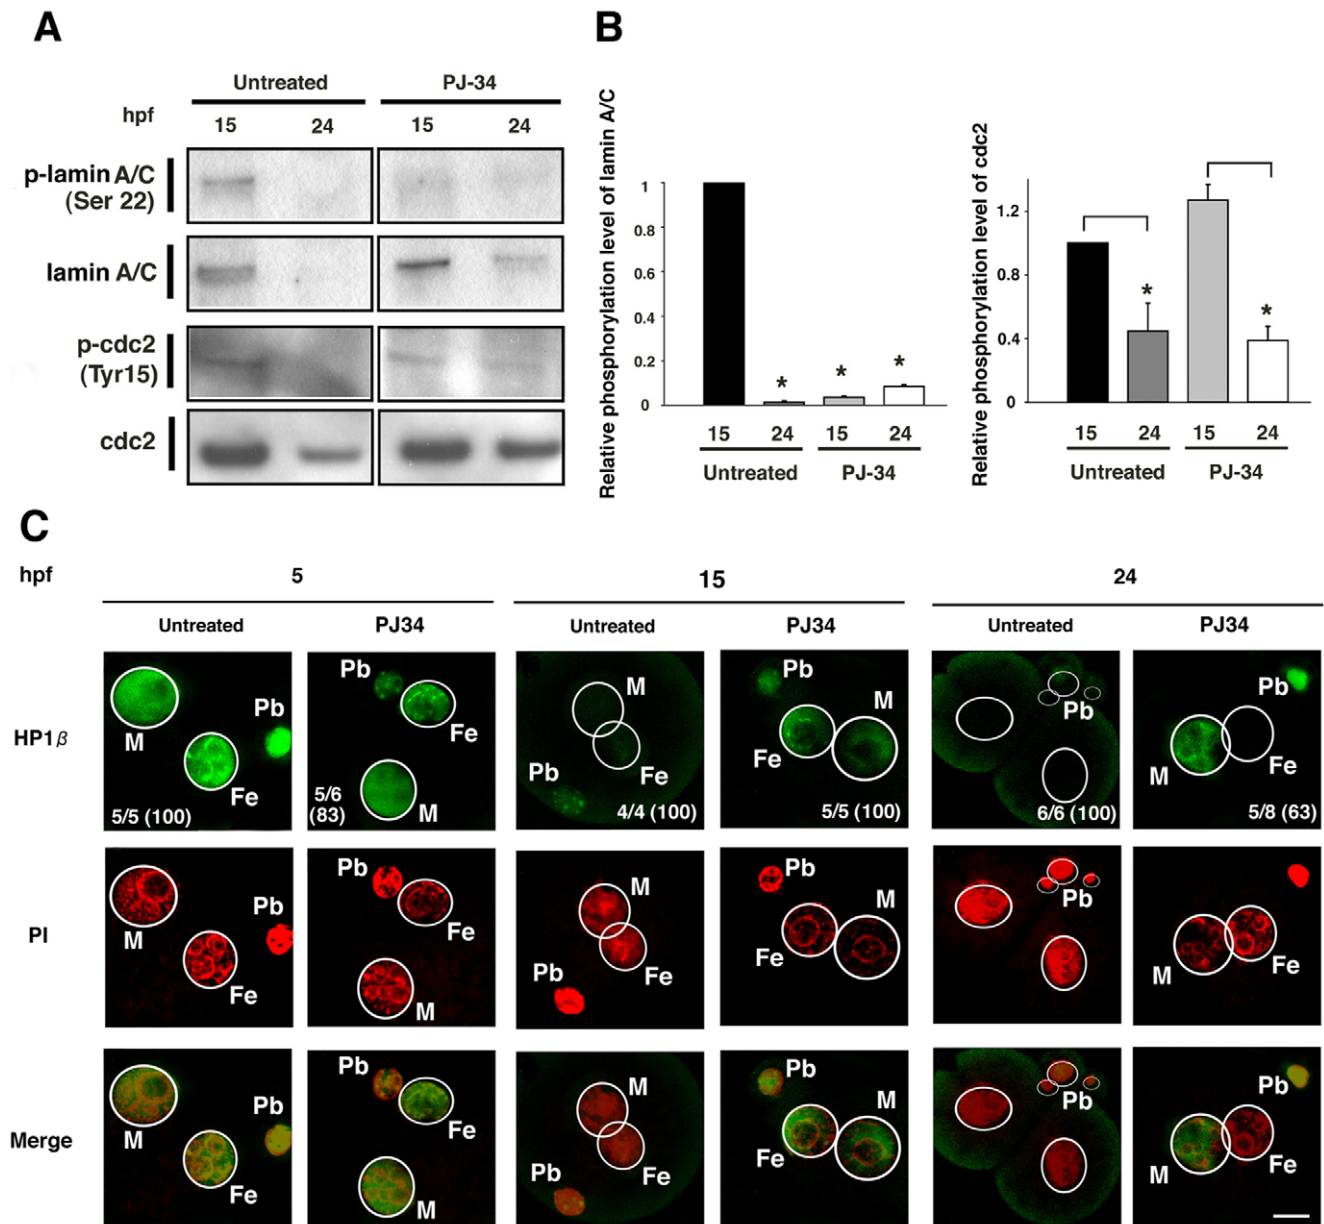 A
Untreated PJ-34
hpf 15 24 15 24
p-lamin A/C
(Ser 22)
lamin A/C
p-cdc2
(Tyr15)
cdc2
B
Relative phosphorylation level of lamin A/C
1
0.8
0.6
0.4
0.2
0
* * *
15 24 15 24
Untreated PJ-34
Relative phosphorylation level of cdc2
1.2
0.8
0.4
0
* *
15 24 15 24
Untreated PJ-34
C
hpf 5 15 24
Untreated PJ34 Untreated PJ34 Untreated PJ34
HP1β
M Pb Fe 5/5 (100)
Pb Fe M 5/6 (83)
M Fe Pb 4/4 (100)
Pb M Fe 5/5 (100)
Pb 6/6 (100)
Pb M Fe 5/8 (63)
PI
M Pb Fe
Pb Fe M
M Pb Fe
Pb M Fe
Pb
M Fe
Merge
M Pb Fe
Pb Fe M
M Pb Fe
Pb M Fe
Pb
Pb M Fe